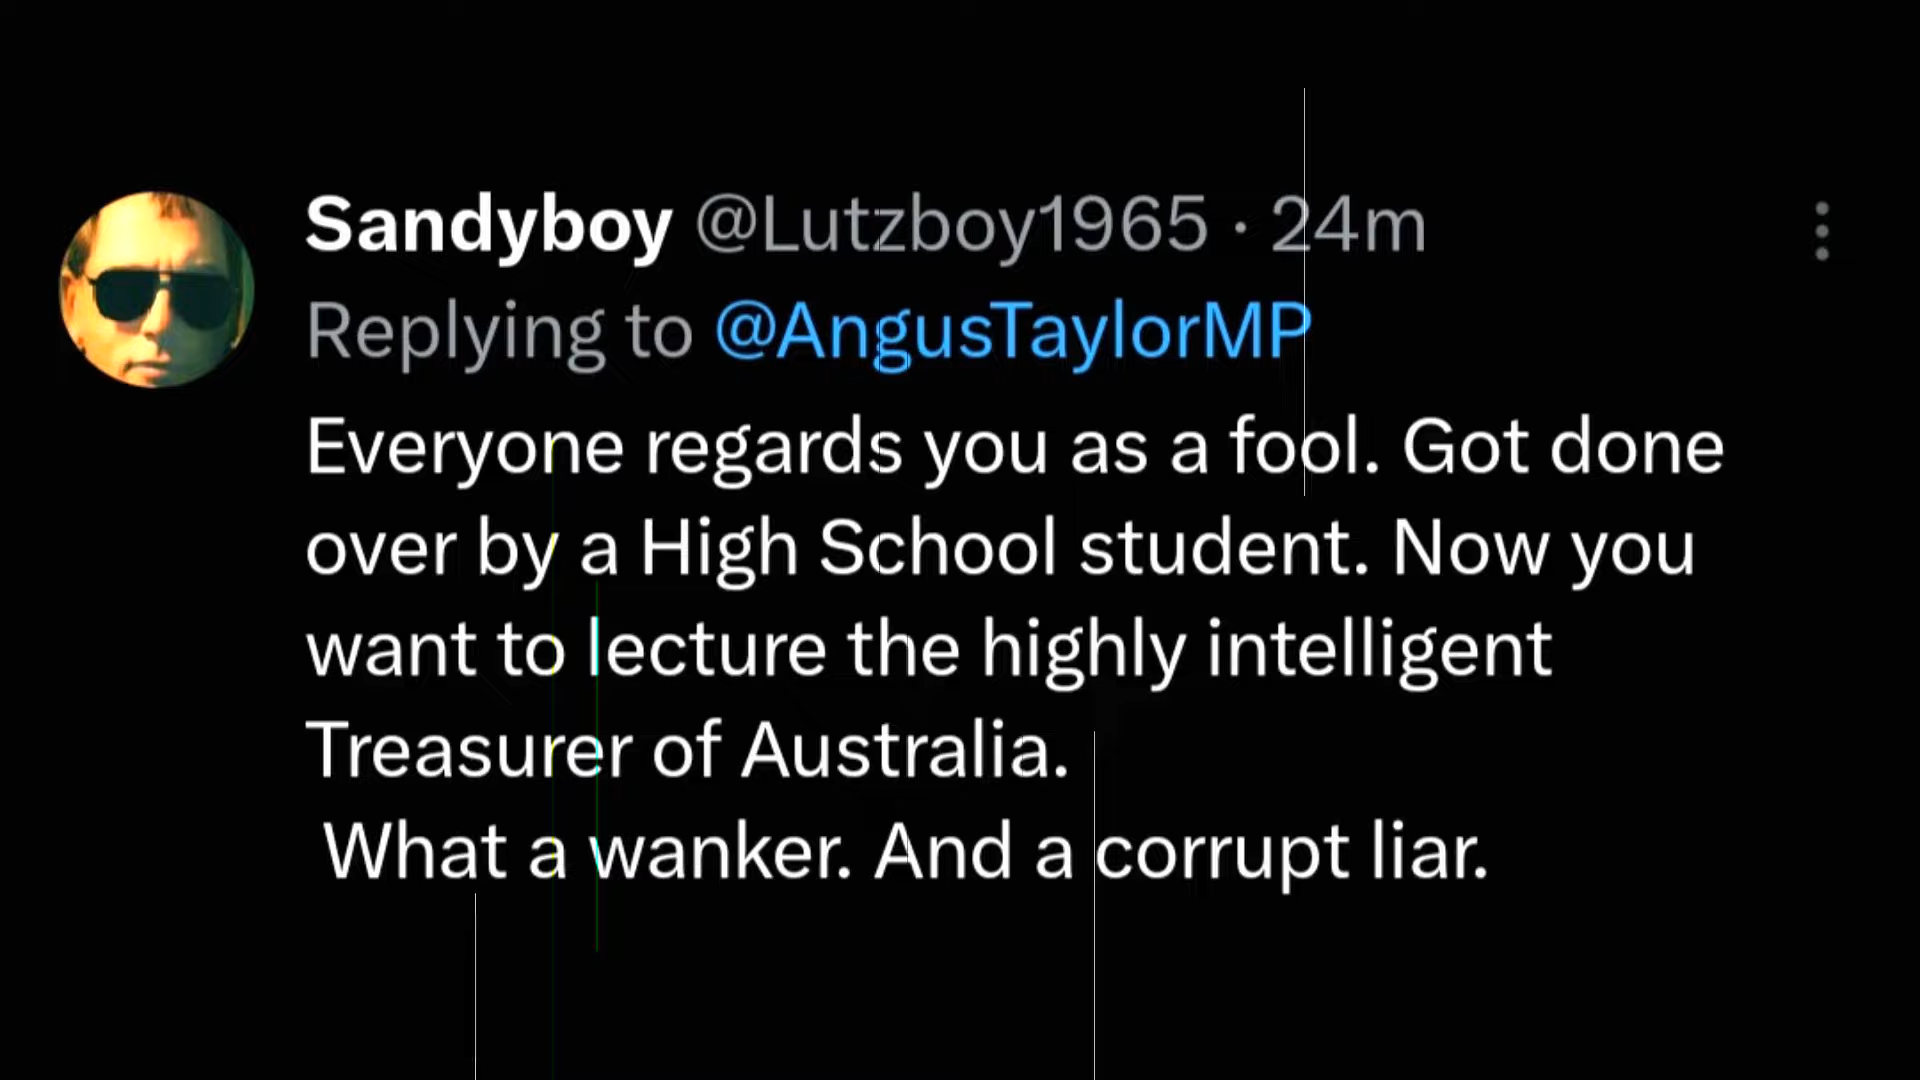 Sandyboy @Lutzboy1965 · 24m
Replying to @AngusTaylorMP
Everyone regards you as a fool. Got done
over by a High School student. Now you
want to lecture the highly intelligent
Treasurer of Australia.
What a wanker. And a corrupt liar.